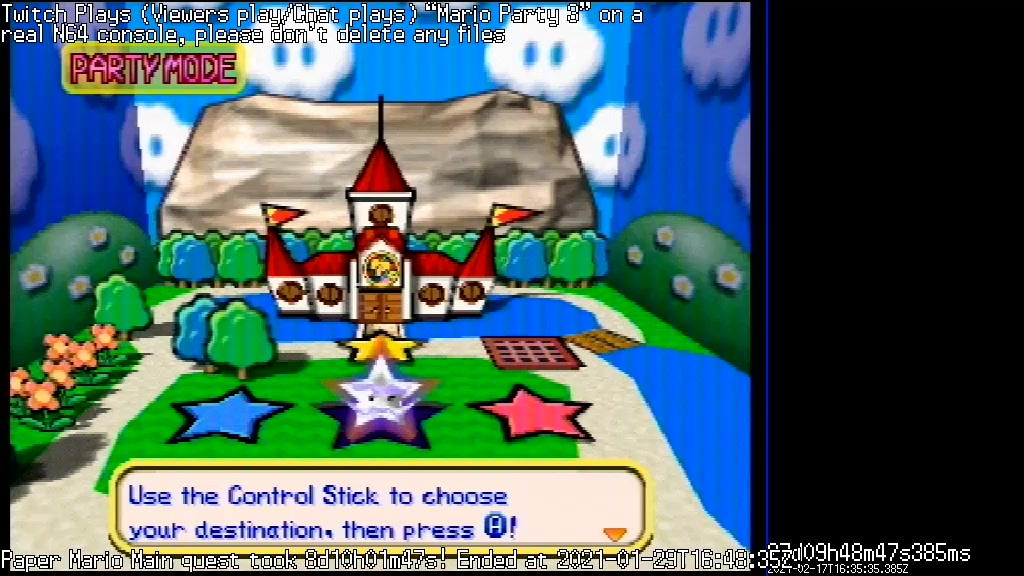 Twitch Plays (Viewers play/Chat plays) "Mario Party 3" on a
real N64 console, please don't delete any files
PARTY MODE
Use the Control Stick to choose
your destination, then press A!
Paper Mario Main quest took 8d10h01m47s! Ended at 2021-01-29T16:48:35Z
27d09h48m47s385ms
2021-02-17T16:35:35.385Z